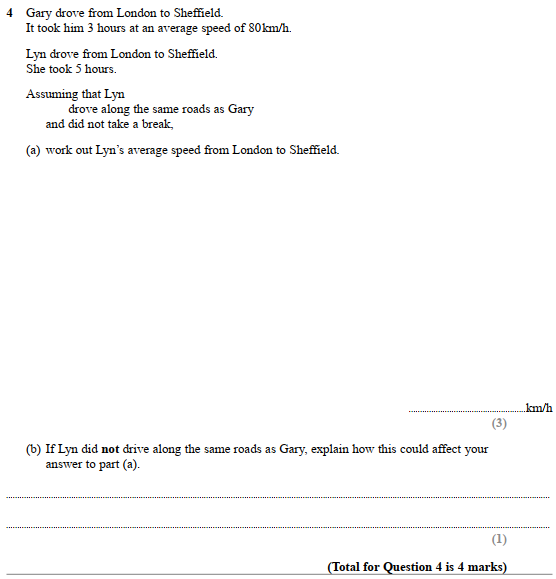 4 Gary drove from London to Sheffield.
It took him 3 hours at an average speed of 80km/h.
Lyn drove from London to Sheffield.
She took 5 hours.
Assuming that Lyn
drove along the same roads as Gary
and did not take a break,
(a) work out Lyn's average speed from London to Sheffield.
.......................................................km/h
(3)
(b) If Lyn did not drive along the same roads as Gary, explain how this could affect your
answer to part (a).
(1)
(Total for Question 4 is 4 marks)